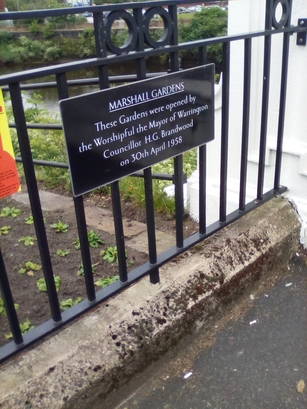 MARSHALL GARDENS
These Gardens were opened by
the Worshipful the Mayor of Warrington
Councillor H.G. Brandwood
on 30th April 1958